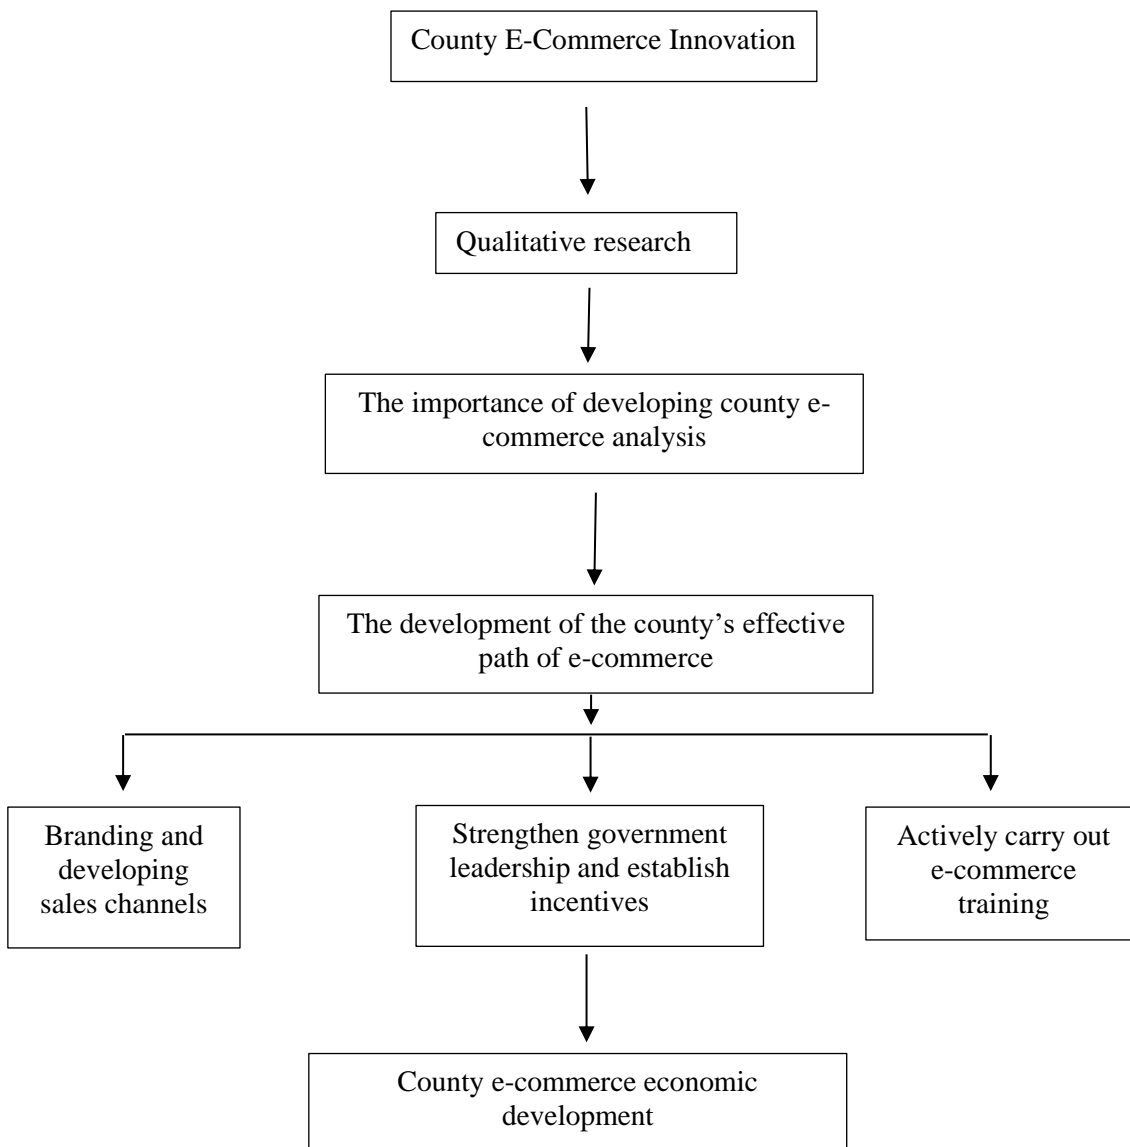 County E-Commerce Innovation
Qualitative research
The importance of developing county e-
commerce analysis
The development of the county’s effective
path of e-commerce
Branding and
developing
sales channels
Strengthen government
leadership and establish
incentives
Actively carry out
e-commerce
training
County e-commerce economic
development